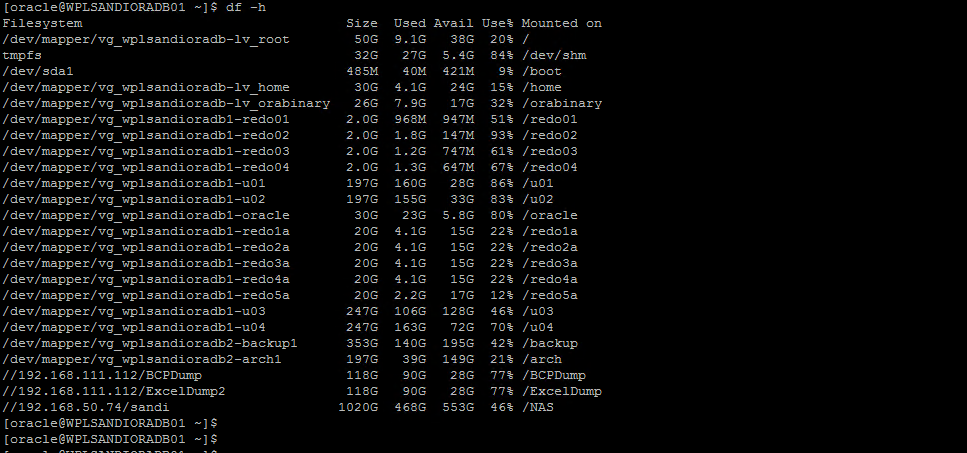 [oracle@WPLSANDIORADB01 ~]$ df -h
Filesystem Size Used Avail Use% Mounted on
/dev/mapper/vg_wplsandioradb-lv_root 50G 9.1G 38G 20% /
tmpfs 32G 27G 5.4G 84% /dev/shm
/dev/sda1 485M 40M 421M 9% /boot
/dev/mapper/vg_wplsandioradb-lv_home 30G 4.1G 24G 15% /home
/dev/mapper/vg_wplsandioradb-lv_orabinary 26G 7.9G 17G 32% /orabinary
/dev/mapper/vg_wplsandioradb1-redo01 2.0G 968M 947M 51% /redo01
/dev/mapper/vg_wplsandioradb1-redo02 2.0G 1.8G 147M 93% /redo02
/dev/mapper/vg_wplsandioradb1-redo03 2.0G 1.2G 747M 61% /redo03
/dev/mapper/vg_wplsandioradb1-redo04 2.0G 1.3G 647M 67% /redo04
/dev/mapper/vg_wplsandioradb1-u01 197G 160G 28G 86% /u01
/dev/mapper/vg_wplsandioradb1-u02 197G 155G 33G 83% /u02
/dev/mapper/vg_wplsandioradb1-oracle 30G 23G 5.8G 80% /oracle
/dev/mapper/vg_wplsandioradb1-redo1a 20G 4.1G 15G 22% /redo1a
/dev/mapper/vg_wplsandioradb1-redo2a 20G 4.1G 15G 22% /redo2a
/dev/mapper/vg_wplsandioradb1-redo3a 20G 4.1G 15G 22% /redo3a
/dev/mapper/vg_wplsandioradb1-redo4a 20G 4.1G 15G 22% /redo4a
/dev/mapper/vg_wplsandioradb1-redo5a 20G 2.2G 17G 12% /redo5a
/dev/mapper/vg_wplsandioradb1-u03 247G 106G 128G 46% /u03
/dev/mapper/vg_wplsandioradb1-u04 247G 163G 72G 70% /u04
/dev/mapper/vg_wplsandioradb2-backup1 353G 140G 195G 42% /backup
/dev/mapper/vg_wplsandioradb2-arch1 197G 39G 149G 21% /arch
//192.168.111.112/BCPDump 118G 90G 28G 77% /BCPDump
//192.168.111.112/ExcelDump2 118G 90G 28G 77% /ExcelDump
//192.168.50.74/sandi 1020G 468G 553G 46% /NAS
[oracle@WPLSANDIORADB01 ~]$
[oracle@WPLSANDIORADB01 ~]$